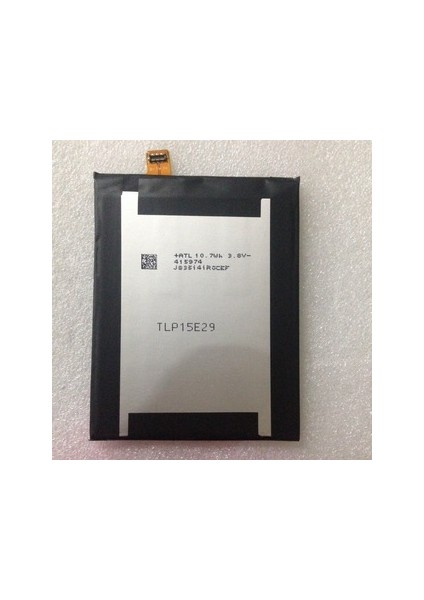 +ATL 10.7Wh 3.8V-
415974
J835141R0CEF
TLP15E29